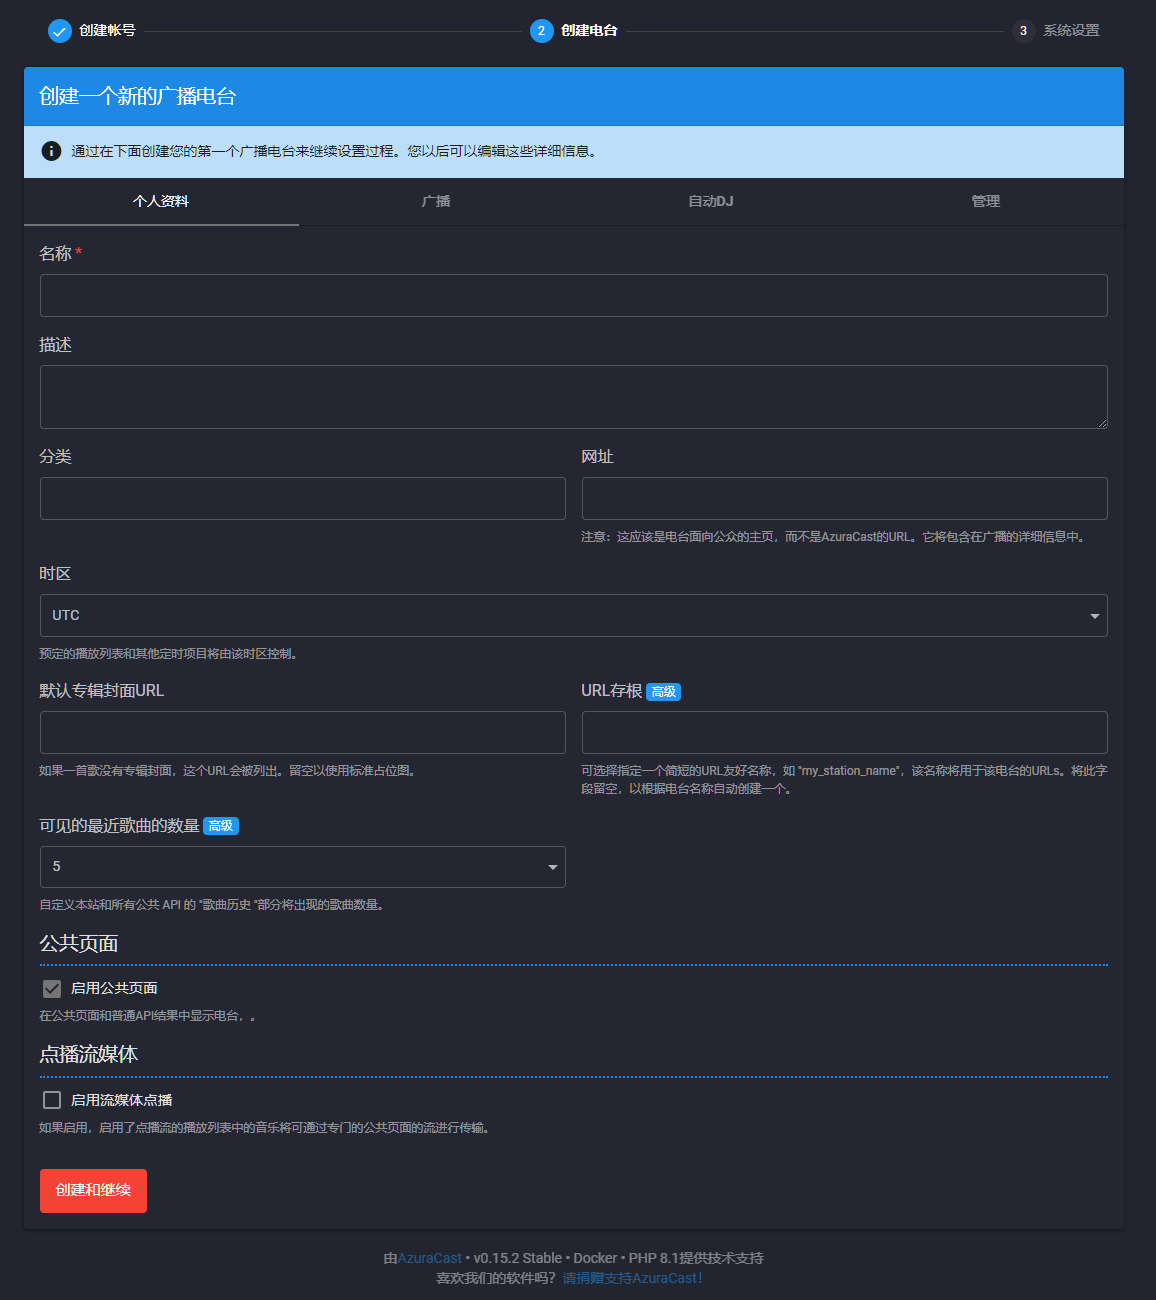 创建帐号
2 创建电台
3 系统设置
创建一个新的广播电台
通过在下面创建您的第一个广播电台来继续设置过程。您以后可以编辑这些详细信息。
个人资料 广播 自动DJ 管理
名称 *
描述
分类 网址
注意：这应该是电台面向公众的主页，而不是AzuraCast的URL。它将包含在广播的详细信息中。
时区
UTC
预定的播放列表和其他定时项目将由该时区控制。
默认专辑封面URL
如果一首歌没有专辑封面，这个URL会被列出。留空以使用标准占位图。
URL存根 高级
可选择指定一个简短的URL友好名称，如 "my_station_name"，该名称将用于该电台的URLs。将此字
段留空，以根据电台名称自动创建一个。
可见的最近歌曲的数量 高级
5
自定义本站和所有公共 API 的 "歌曲历史 "部分将出现的歌曲数量。
公共页面
启用公共页面
在公共页面和普通API结果中显示电台，。
点播流媒体
启用流媒体点播
如果启用，启用了点播流的播放列表中的音乐将可通过专门的公共页面的流进行传输。
创建和继续
由AzuraCast • v0.15.2 Stable • Docker • PHP 8.1提供技术支持
喜欢我们的软件吗？请捐赠支持AzuraCast!